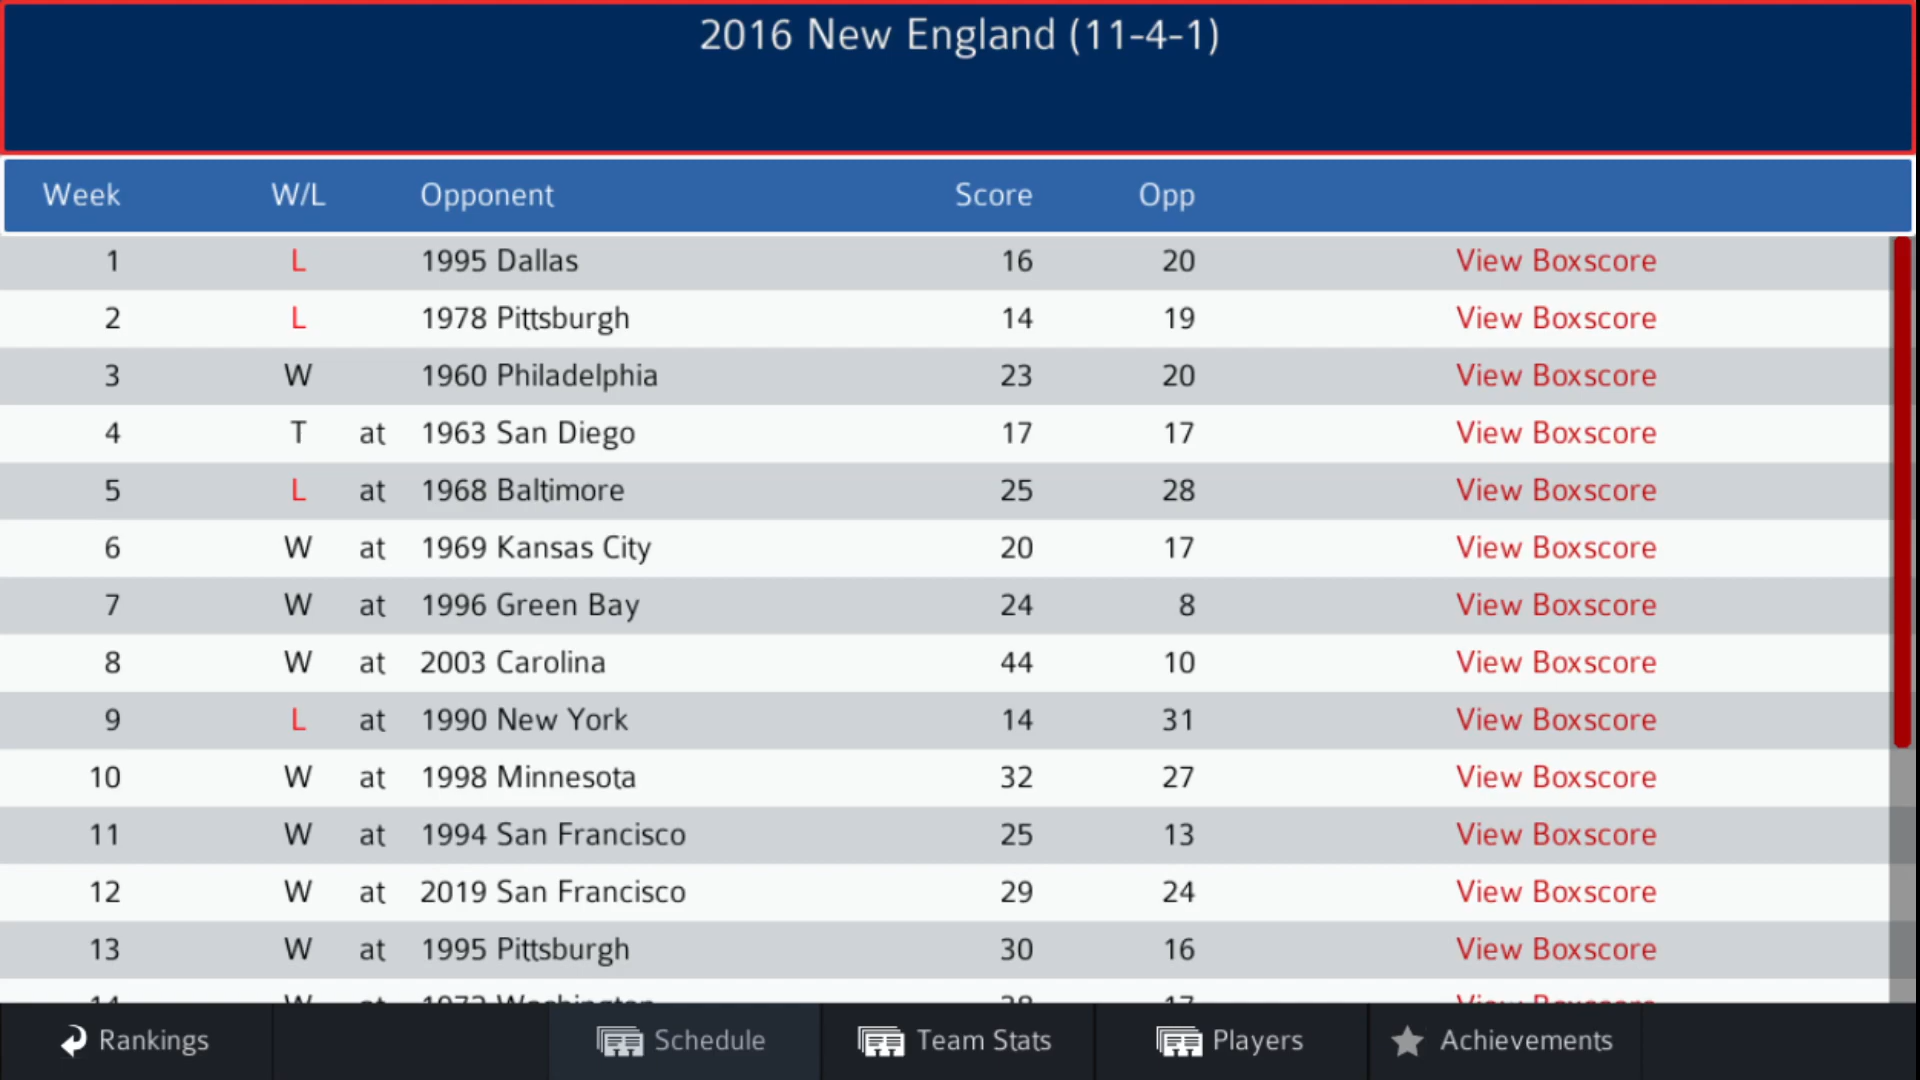 2016 New England (11-4-1)
Week W/L Opponent Score Opp
1 L 1995 Dallas 16 20 View Boxscore
2 L 1978 Pittsburgh 14 19 View Boxscore
3 W 1960 Philadelphia 23 20 View Boxscore
4 T at 1963 San Diego 17 17 View Boxscore
5 L at 1968 Baltimore 25 28 View Boxscore
6 W at 1969 Kansas City 20 17 View Boxscore
7 W at 1996 Green Bay 24 8 View Boxscore
8 W at 2003 Carolina 44 10 View Boxscore
9 L at 1990 New York 14 31 View Boxscore
10 W at 1998 Minnesota 32 27 View Boxscore
11 W at 1994 San Francisco 25 13 View Boxscore
12 W at 2019 San Francisco 29 24 View Boxscore
13 W at 1995 Pittsburgh 30 16 View Boxscore
14 W at Washington 17 View Boxscore
Rankings Schedule Team Stats Players Achievements